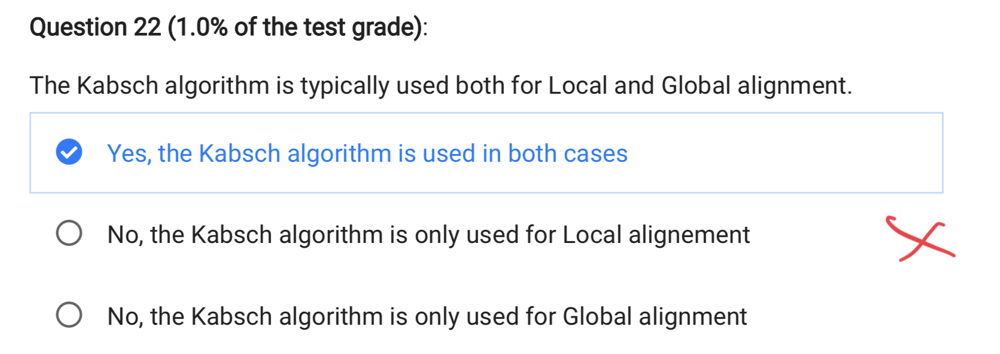 Question 22 (1.0% of the test grade):
The Kabsch algorithm is typically used both for Local and Global alignment.
Yes, the Kabsch algorithm is used in both cases
No, the Kabsch algorithm is only used for Local alignement
No, the Kabsch algorithm is only used for Global alignment